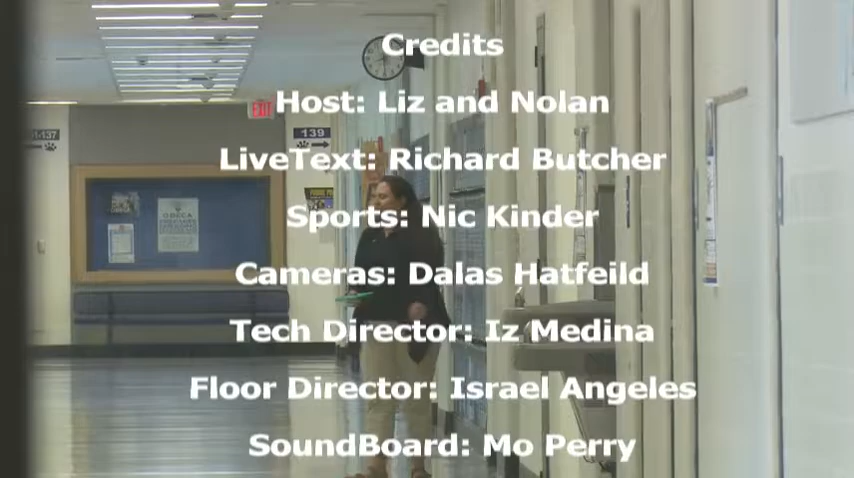 Credits
EXIT
Host: Liz and Nolan
139
LiveText: Richard Butcher
Sports: Nic Kinder
Cameras: Dalas Hatfeild
Tech Director: Iz Medina
Floor Director: Israel Angeles
SoundBoard: Mo Perry